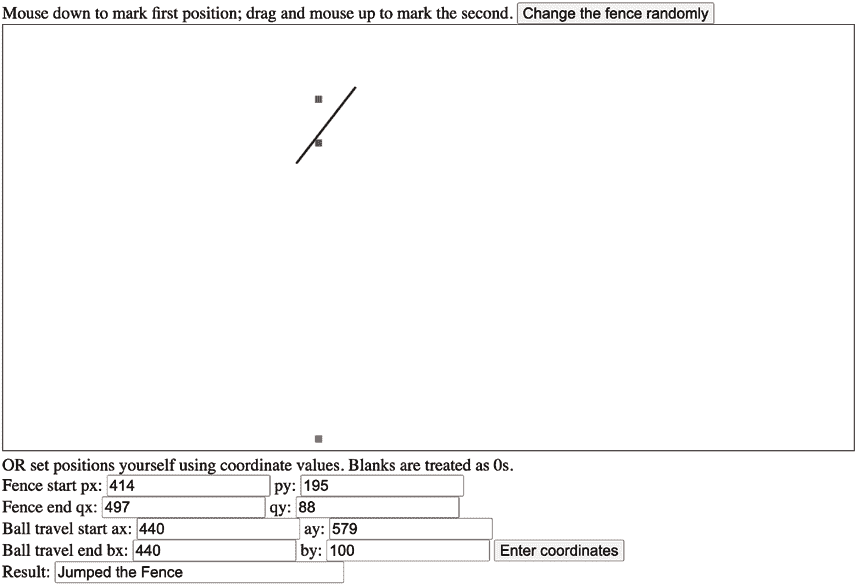 Mouse down to mark first position; drag and mouse up to mark the second. Change the fence randomly
OR set positions yourself using coordinate values. Blanks are treated as 0s.
Fence start px: 414 py: 195
Fence end qx: 497 qy: 88
Ball travel start ax: 440 ay: 579
Ball travel end bx: 440 by: 100 Enter coordinates
Result: Jumped the Fence